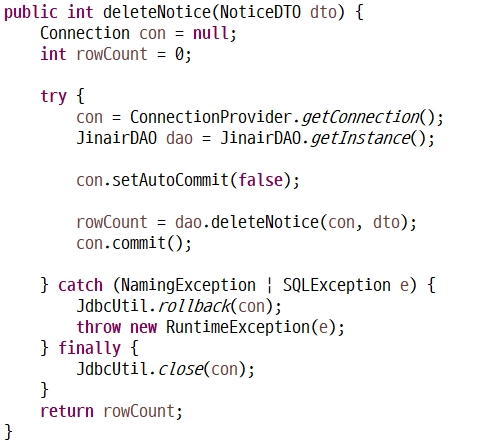 public int deleteNotice(NoticeDTO dto) {
    Connection con = null;
    int rowCount = 0;

    try {
        con = ConnectionProvider.getConnection();
        JinairDAO dao = JinairDAO.getInstance();

        con.setAutoCommit(false);

        rowCount = dao.deleteNotice(con, dto);
        con.commit();

    } catch (NamingException | SQLException e) {
        JdbcUtil.rollback(con);
        throw new RuntimeException(e);
    } finally {
        JdbcUtil.close(con);
    }
    return rowCount;
}